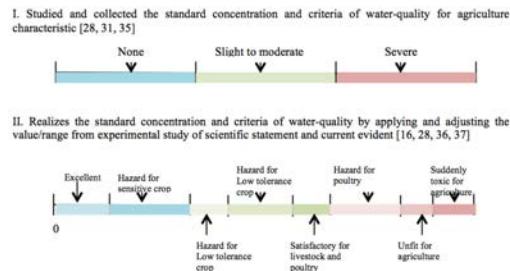 I. Studied and collected the standard concentration and criteria of water-quality for agriculture
characteristic [28, 31, 35]
None Slight to moderate Severe
II. Realizes the standard concentration and criteria of water-quality by applying and adjusting the
value/range from experimental study of scientific statement and current evident [16, 28, 36, 37]
Excellent
Hazard for
sensitive crop
Hazard for
Low tolerance
crop
Hazard for
poultry
Suddenly
toxic for
agriculture
0
Hazard for
Low tolerance
crop
Satisfactory for
livestock and
poultry
Unfit for
agriculture